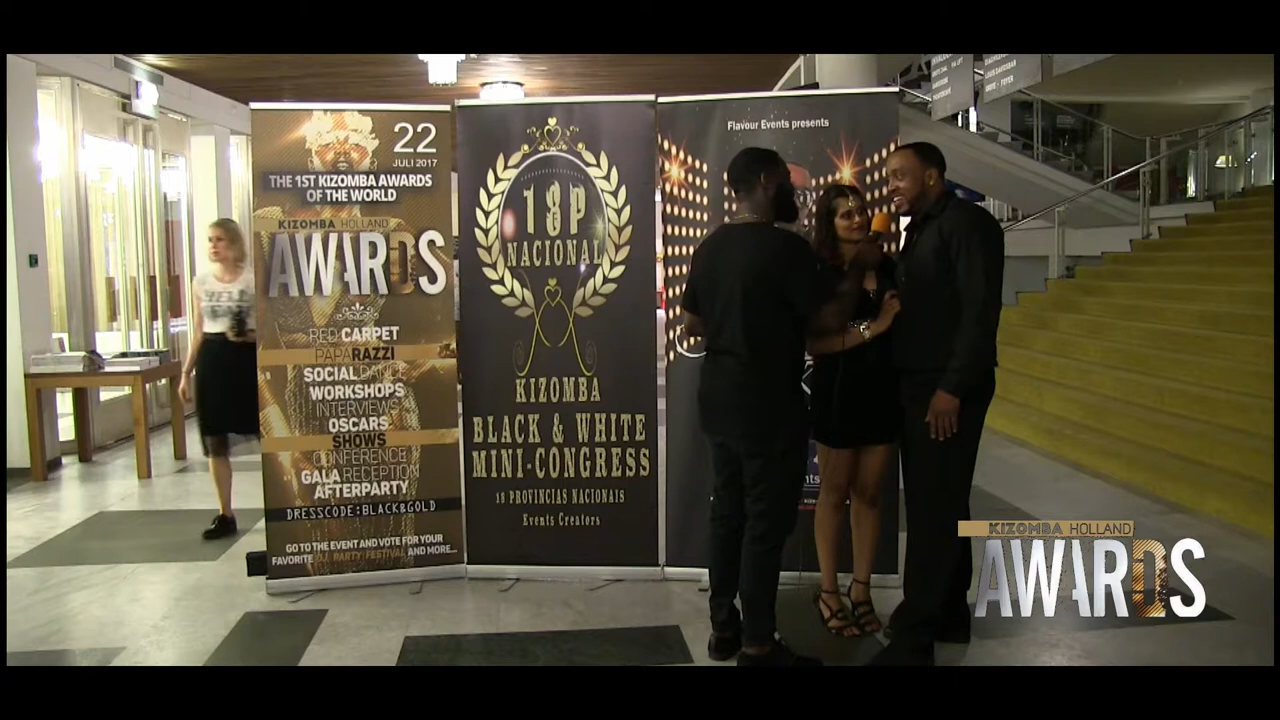 22
JULI 2017
THE 1ST KIZOMBA AWARDS
OF THE WORLD
KIZOMBA HOLLAND
AWARDS
RED CARPET
PAPARAZZI
SOCIAL DANCE
WORKSHOPS
INTERVIEWS
OSCARS
SHOWS
CONFERENCE
GALA RECEPTION
AFTERPARTY
DRESSCODE:BLACK&GOLD
GO TO THE EVENT AND VOTE FOR YOUR
FAVORITE DJ, PARTY, FESTIVAL AND MORE...
18P
NACIONAL
KIZOMBA
BLACK & WHITE
MINI-CONGRESS
18 PROVINCIAS NACIONAIS
Events Creators
Flavour Events presents
KIZOMBA HOLLAND
AWARDS